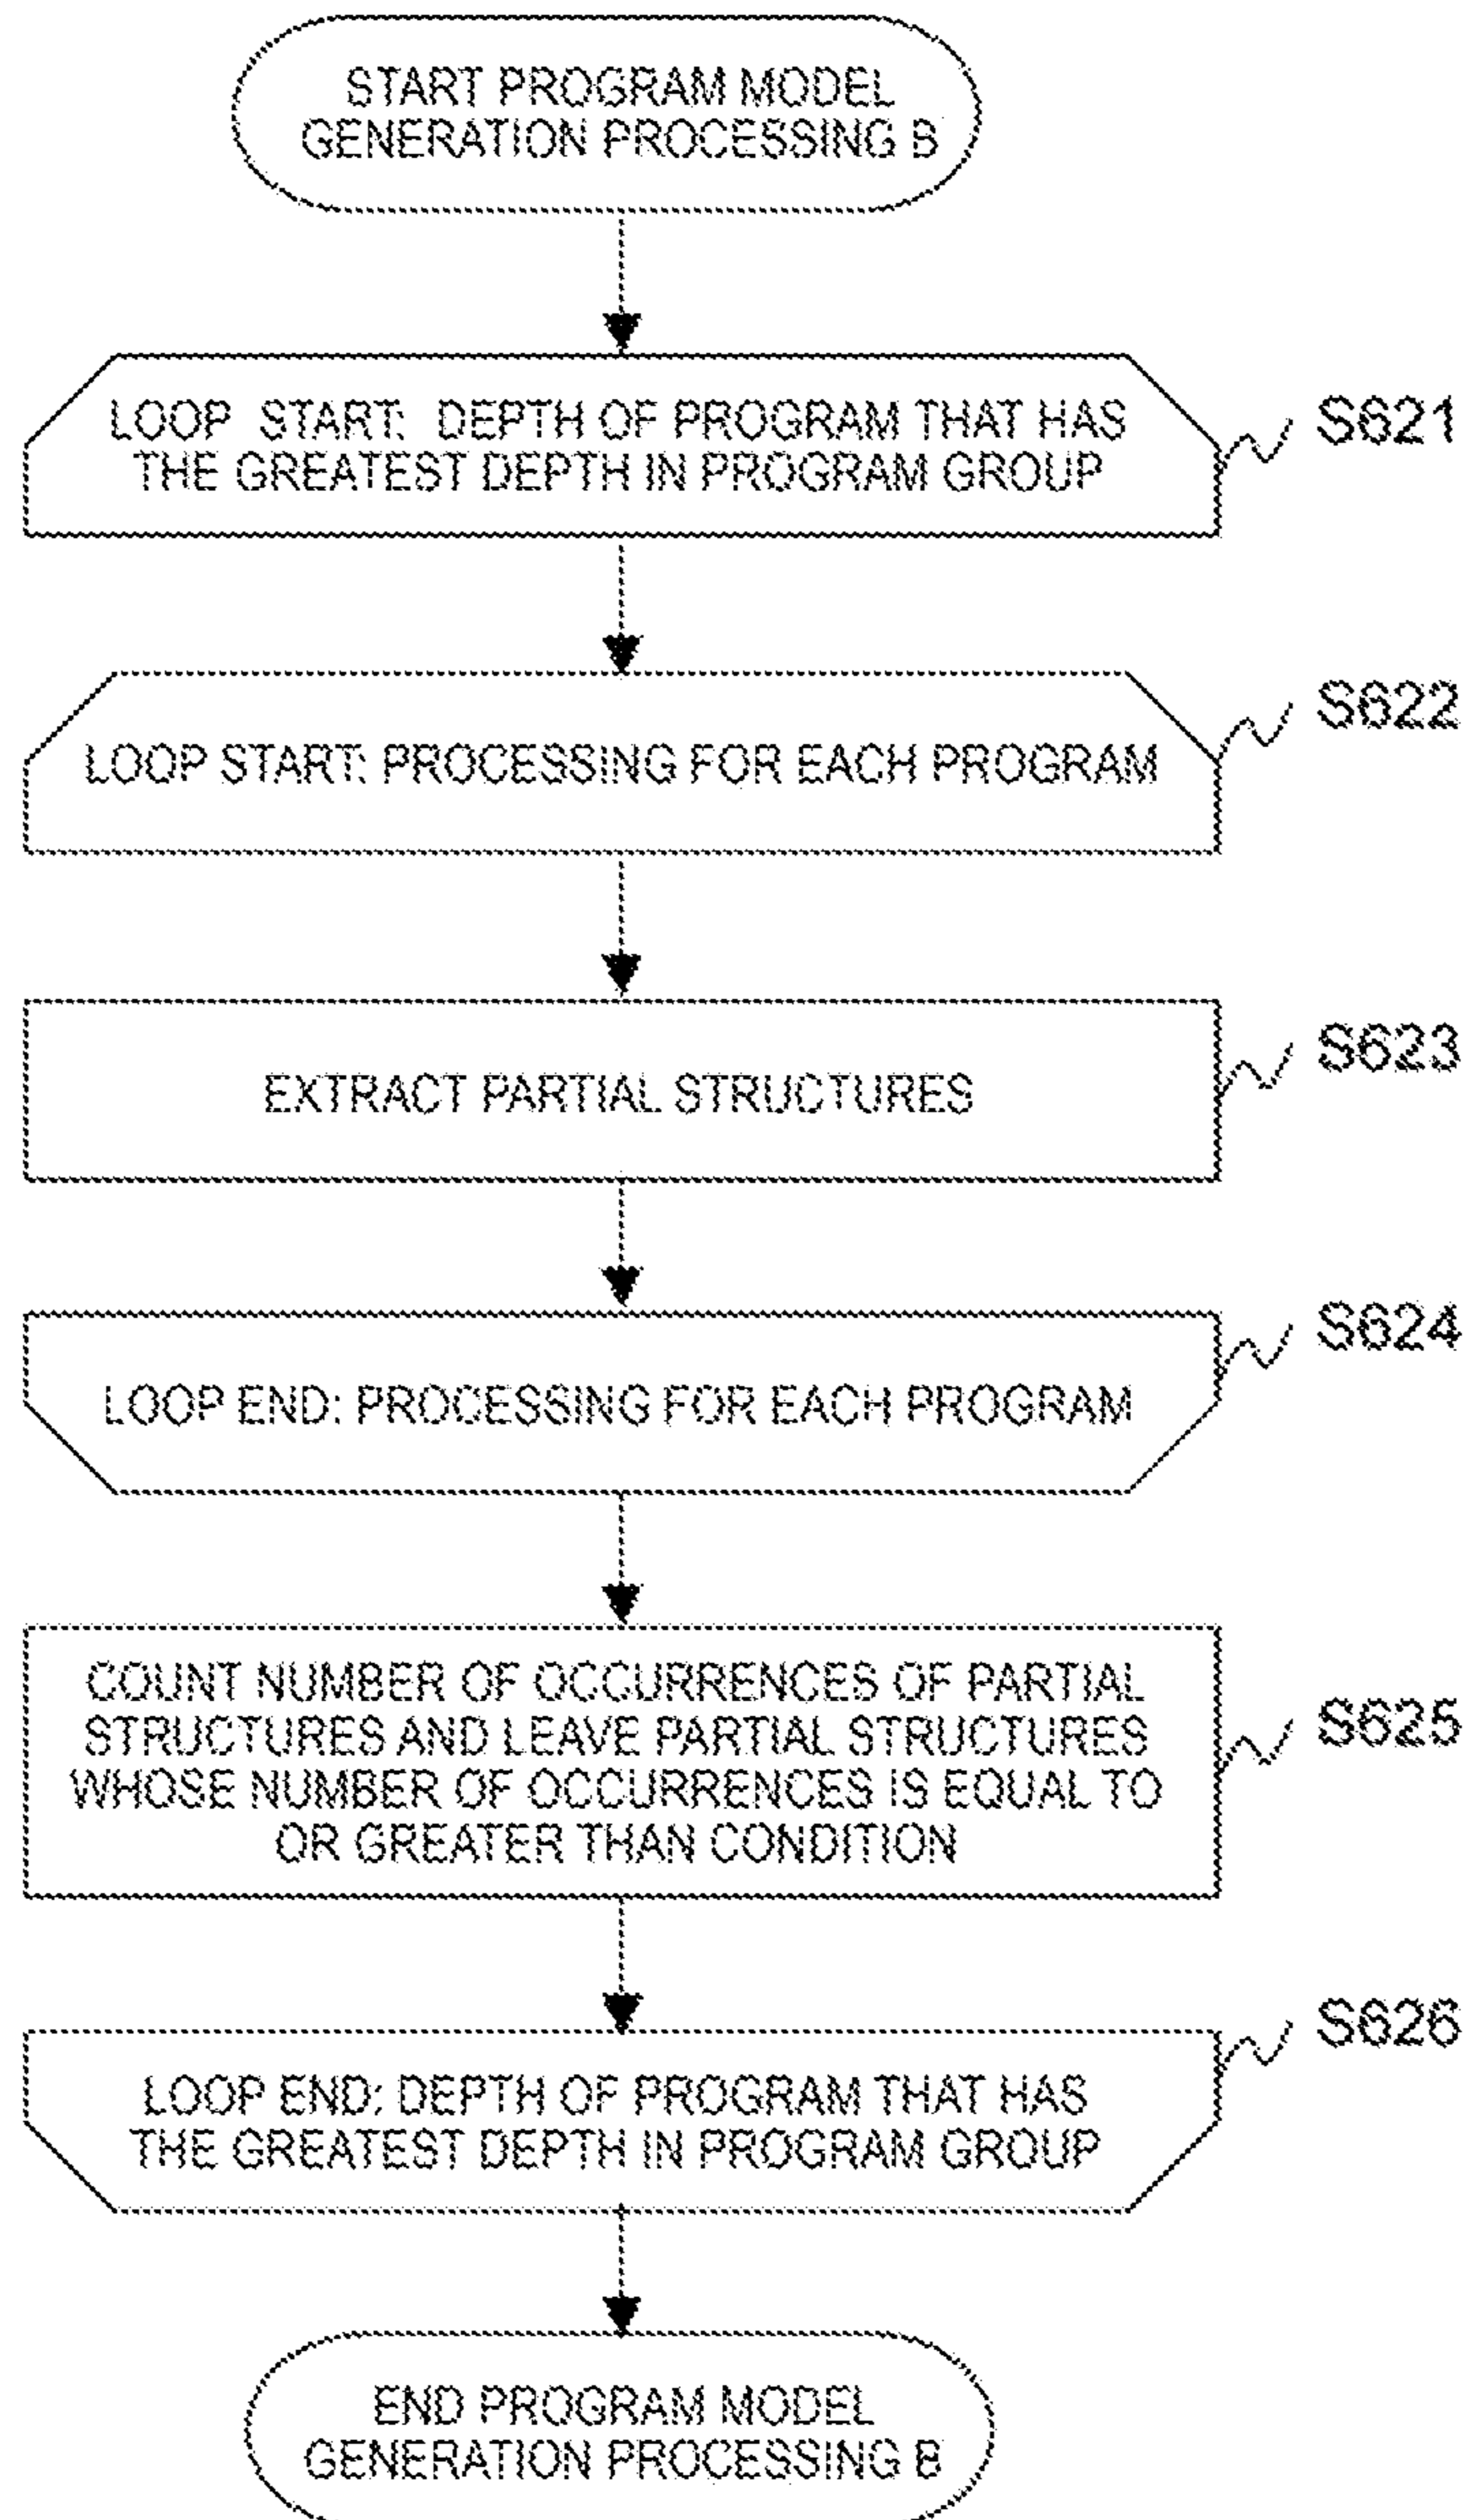 START PROGRAM MODEL
GENERATION PROCESSING B
LOOP START: DEPTH OF PROGRAM THAT HAS
THE GREATEST DEPTH IN PROGRAM GROUP
S621
LOOP START: PROCESSING FOR EACH PROGRAM
S622
EXTRACT PARTIAL STRUCTURES
S623
LOOP END: PROCESSING FOR EACH PROGRAM
S624
COUNT NUMBER OF OCCURRENCES OF PARTIAL
STRUCTURES AND LEAVE PARTIAL STRUCTURES
WHOSE NUMBER OF OCCURRENCES IS EQUAL TO
OR GREATER THAN CONDITION
S625
LOOP END: DEPTH OF PROGRAM THAT HAS
THE GREATEST DEPTH IN PROGRAM GROUP
S626
END PROGRAM MODEL
GENERATION PROCESSING B